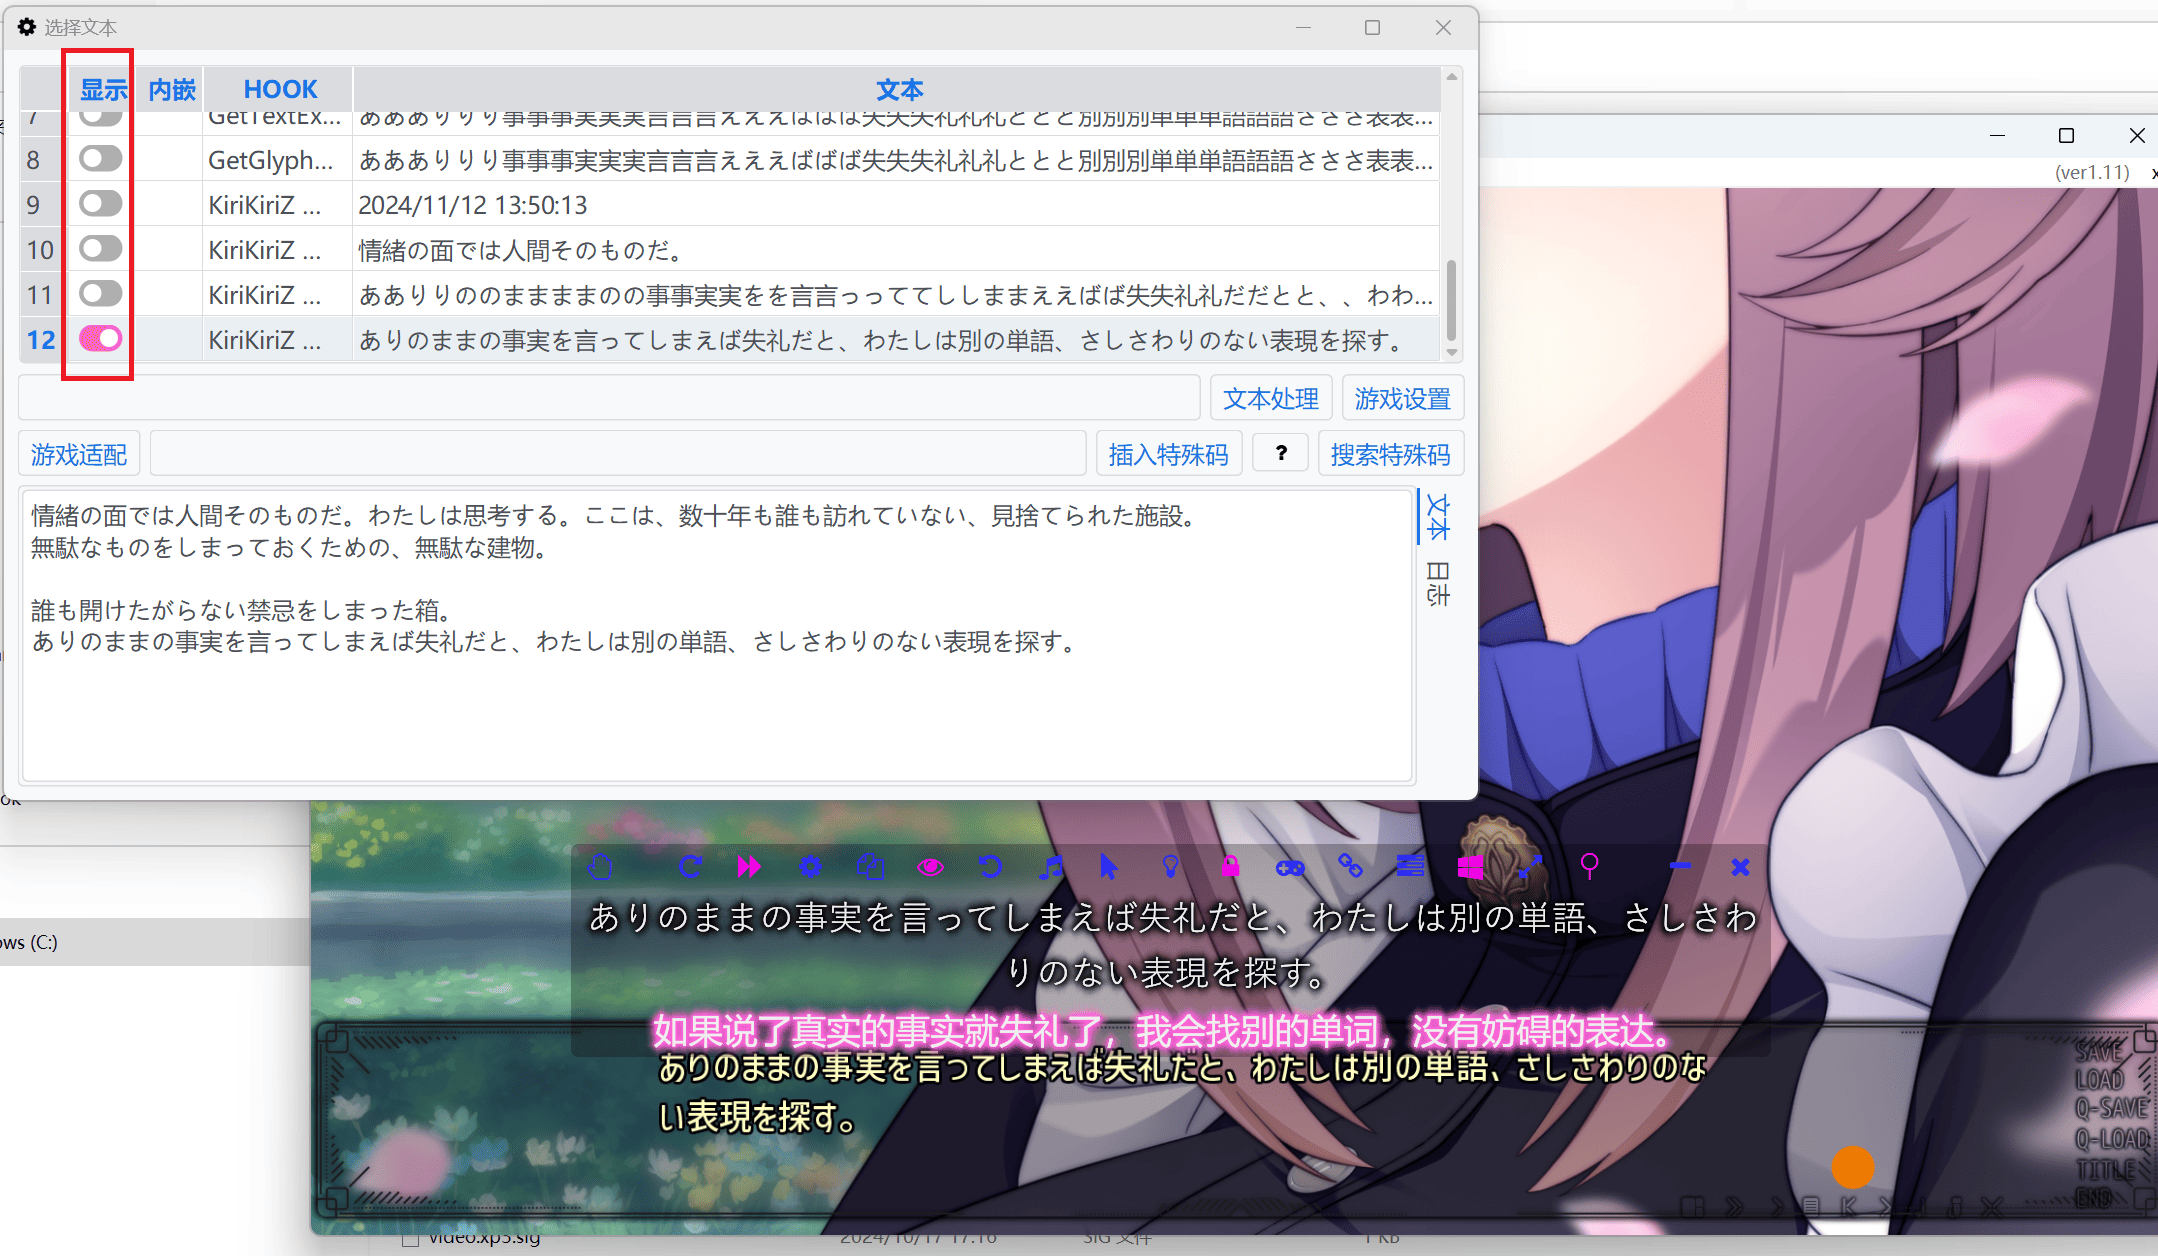 选择文本
显示 内嵌 HOOK 文本
7 GetTextEx... ああありりり事事事実実実言言言えええばばば失失失礼礼礼ととと別別別単単単語語語さささ表表...
8 GetGlyph... ああありりり事事事実実実言言言えええばばば失失失礼礼礼ととと別別別単単単語語語さささ表表...
9 KiriKiriZ ... 2024/11/12 13:50:13
10 KiriKiriZ ... 情緒の面では人間そのものだ。
11 KiriKiriZ ... あありりののままままのの事事実実をを言言っっててししままええばば失失礼礼だだとと、、わわ...
12 KiriKiriZ ... ありのままの事実を言ってしまえば失礼だと、わたしは別の単語、さしさわりのない表現を探す。
文本处理 游戏设置
游戏适配 插入特殊码 ? 搜索特殊码
情緒の面では人間そのものだ。わたしは思考する。ここは、数十年も誰も訪れていない、見捨てられた施設。
無駄なものをしまっておくための、無駄な建物。
誰も開けたがらない禁忌をしまった箱。
ありのままの事実を言ってしまえば失礼だと、わたしは別の単語、さしさわりのない表現を探す。
文本
日志
(ver1.11)
ows (C:)
ありのままの事実を言ってしまえば失礼だと、わたしは別の単語、さしさわ
りのない表現を探す。
如果说了真实的事实就失礼了，我会找别的单词，没有妨碍的表达。
ありのままの事実を言ってしまえば失礼だと、わたしは別の単語、さしさわりのな
い表現を探す。
SAVE
LOAD
Q-SAVE
Q-LOAD
TITLE
END
video.xp3.sig 2024/10/17 17:16 SIG 文件 1 KB